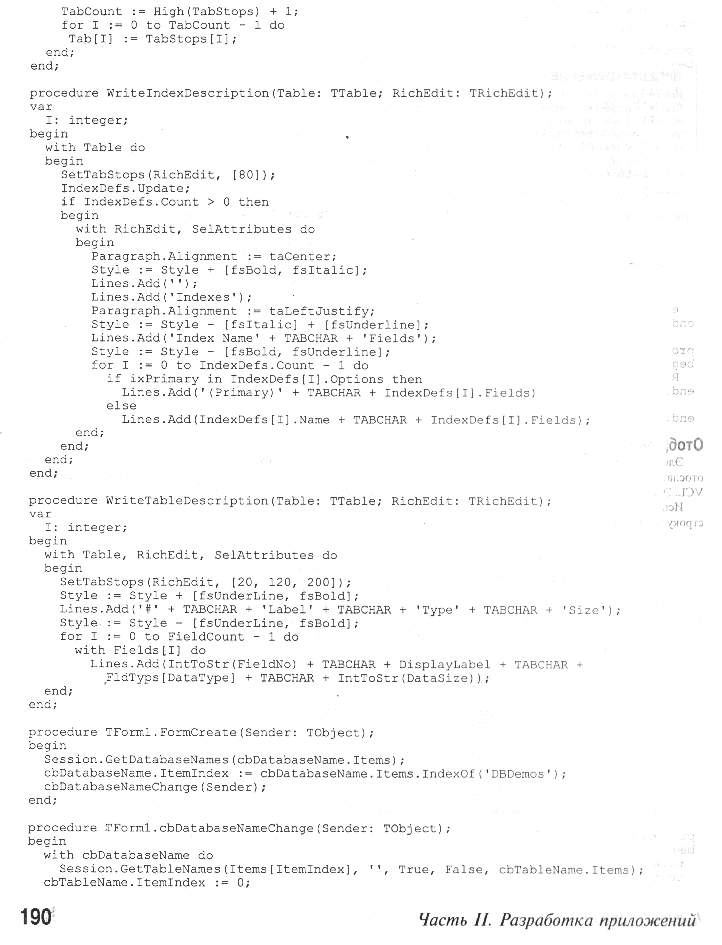 TabCount := High(TabStops) + 1;
for I := 0 to TabCount - 1 do
Tab[I] := TabStops[I];
end;
end;
procedure WriteIndexDescription(Table: TTable; RichEdit: TRichEdit);
var
I: integer;
begin
with Table do
begin
SetTabStops(RichEdit, [80]);
IndexDefs.Update;
if IndexDefs.Count > 0 then
begin
with RichEdit, SelAttributes do
begin
Paragraph.Alignment := taCenter;
Style := Style + [fsBold, fsItalic];
Lines.Add('');
Lines.Add('Indexes');
Paragraph.Alignment := taLeftJustify;
Style := Style - [fsItalic] + [fsUnderline];
Lines.Add('Index Name' + TABCHAR + 'Fields');
Style := Style - [fsBold, fsUnderline];
for I := 0 to IndexDefs.Count - 1 do
if ixPrimary in IndexDefs[I].Options then
Lines.Add('(Primary)' + TABCHAR + IndexDefs[I].Fields)
else
Lines.Add(IndexDefs[I].Name + TABCHAR + IndexDefs[I].Fields);
end;
end;
end;
end;
procedure WriteTableDescription(Table: TTable; RichEdit: TRichEdit);
var
I: integer;
begin
with Table, RichEdit, SelAttributes do
begin
SetTabStops(RichEdit, [20, 120, 200]);
Style := Style + [fsUnderLine, fsBold];
Lines.Add('#' + TABCHAR + 'Label' + TABCHAR + 'Type' + TABCHAR + 'Size');
Style := Style - [fsUnderLine, fsBold];
for I := 0 to FieldCount - 1 do
with Fields[I] do
Lines.Add(IntToStr(FieldNo) + TABCHAR + DisplayLabel + TABCHAR +
FldTyps[DataType] + TABCHAR + IntToStr(DataSize));
end;
end;
procedure TForm1.FormCreate(Sender: TObject);
begin
Session.GetDatabaseNames(cbDatabaseName.Items);
cbDatabaseName.ItemIndex := cbDatabaseName.Items.IndexOf('DBDemos');
cbDatabaseNameChange(Sender);
end;
procedure TForm1.cbDatabaseNameChange(Sender: TObject);
begin
with cbDatabaseName do
Session.GetTableNames(Items[ItemIndex], '', True, False, cbTableName.Items);
cbTableName.ItemIndex := 0;
190
Часть II. Разработка приложений